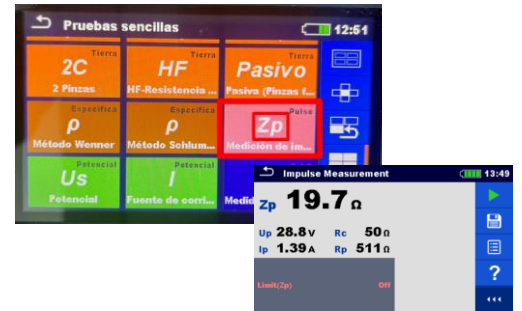 Pruebas sencillas 12:51
Tierra Tierra Tierra
2C HF Pasivo
2 Pinzas HF-Resistencia ... Pasiva (Pinzas f...
Específica Específica Pulso
ρ ρ Zp
Método Wenner Método Schlum... Medición de im...
Potencial Potencial
Us I
Potencial Fuente de corri... Medid
Impulse Measurement 13:49
Zp 19.7 Ω
Up 28.8 V Rc 50 Ω
Ip 1.39 A Rp 511 Ω
Limit(Zp) Off
?